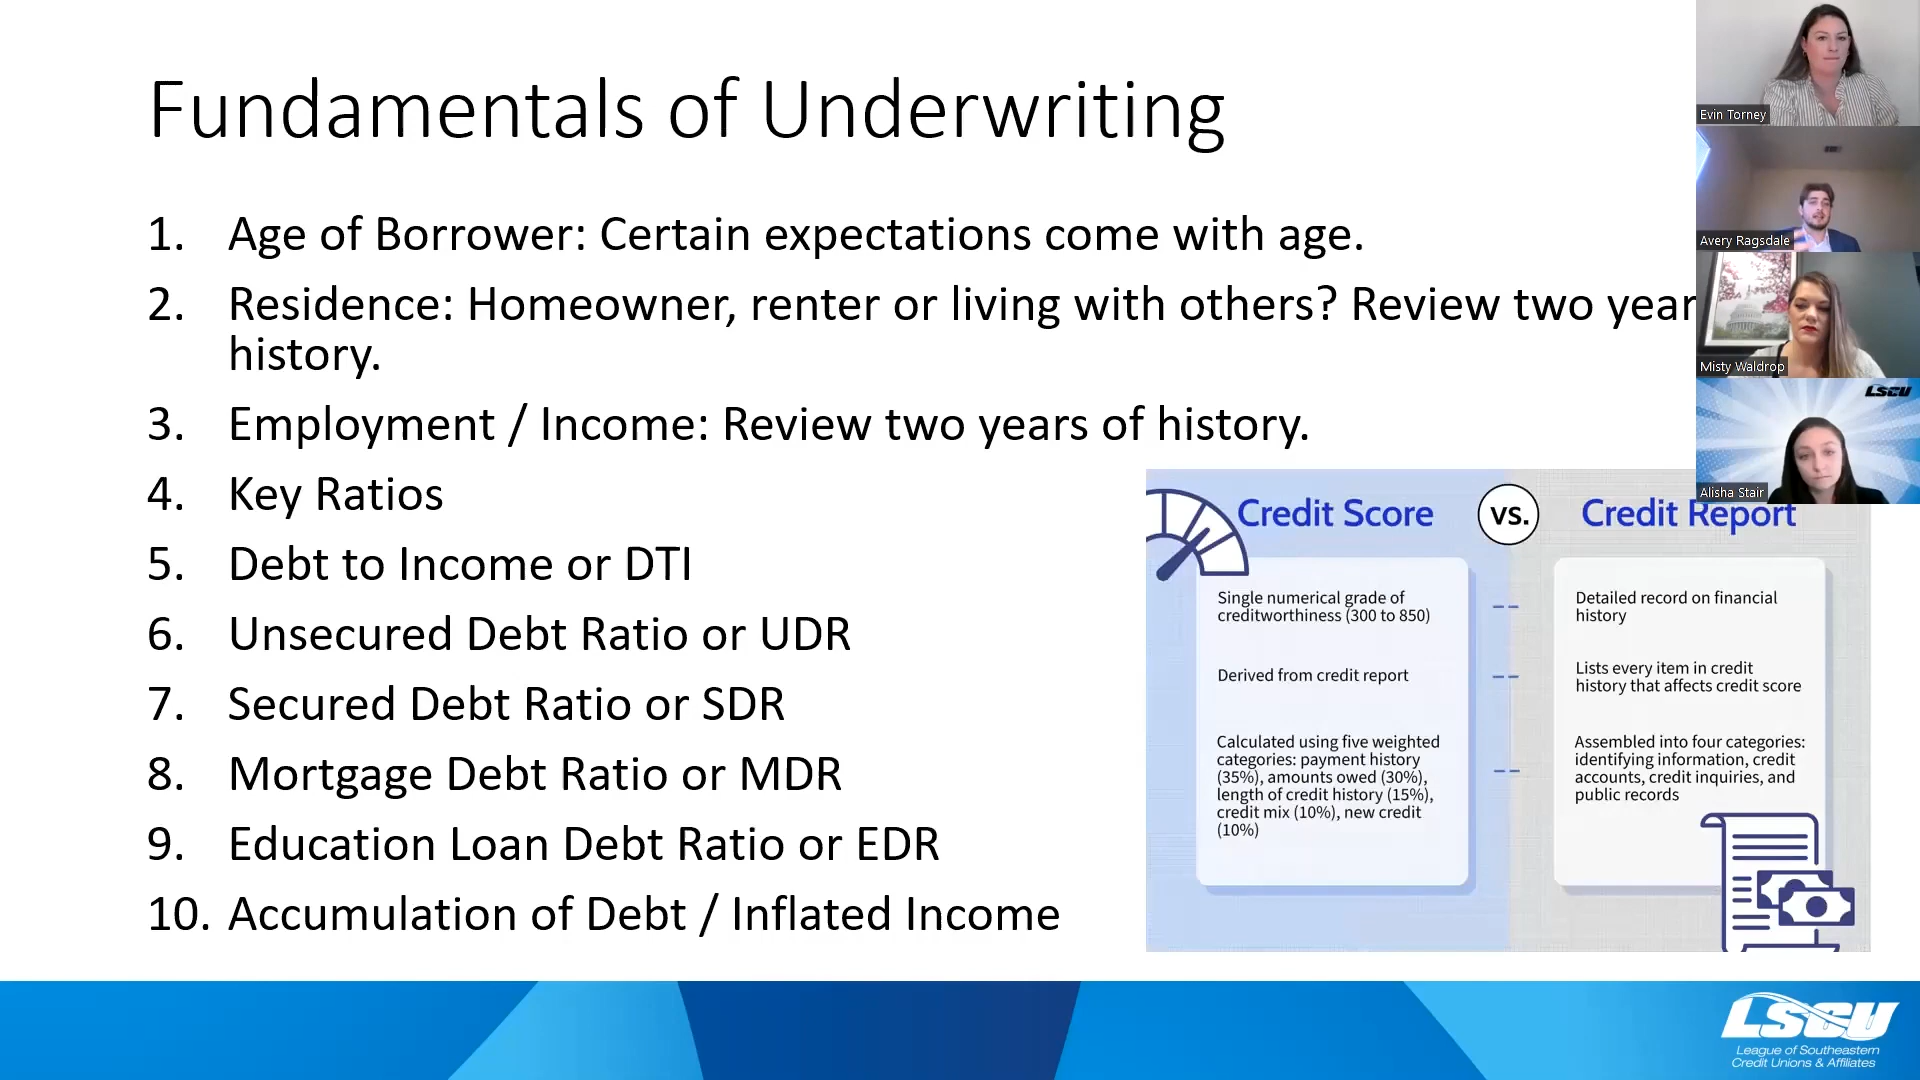 Fundamentals of Underwriting
1. Age of Borrower: Certain expectations come with age.
2. Residence: Homeowner, renter or living with others? Review two year
history.
3. Employment / Income: Review two years of history.
4. Key Ratios
5. Debt to Income or DTI
6. Unsecured Debt Ratio or UDR
7. Secured Debt Ratio or SDR
8. Mortgage Debt Ratio or MDR
9. Education Loan Debt Ratio or EDR
10. Accumulation of Debt / Inflated Income
Credit Score
vs.
Credit Report
Single numerical grade of
creditworthiness (300 to 850)
Detailed record on financial
history
Derived from credit report
Lists every item in credit
history that affects credit score
Calculated using five weighted
categories: payment history
(35%), amounts owed (30%),
length of credit history (15%),
credit mix (10%), new credit
(10%)
Assembled into four categories:
identifying information, credit
accounts, credit inquiries, and
public records
Evin Torney
Avery Ragsdale
Misty Waldrop
LSCU
Alisha Stair
LSCU
League of Southeastern
Credit Unions & Affiliates